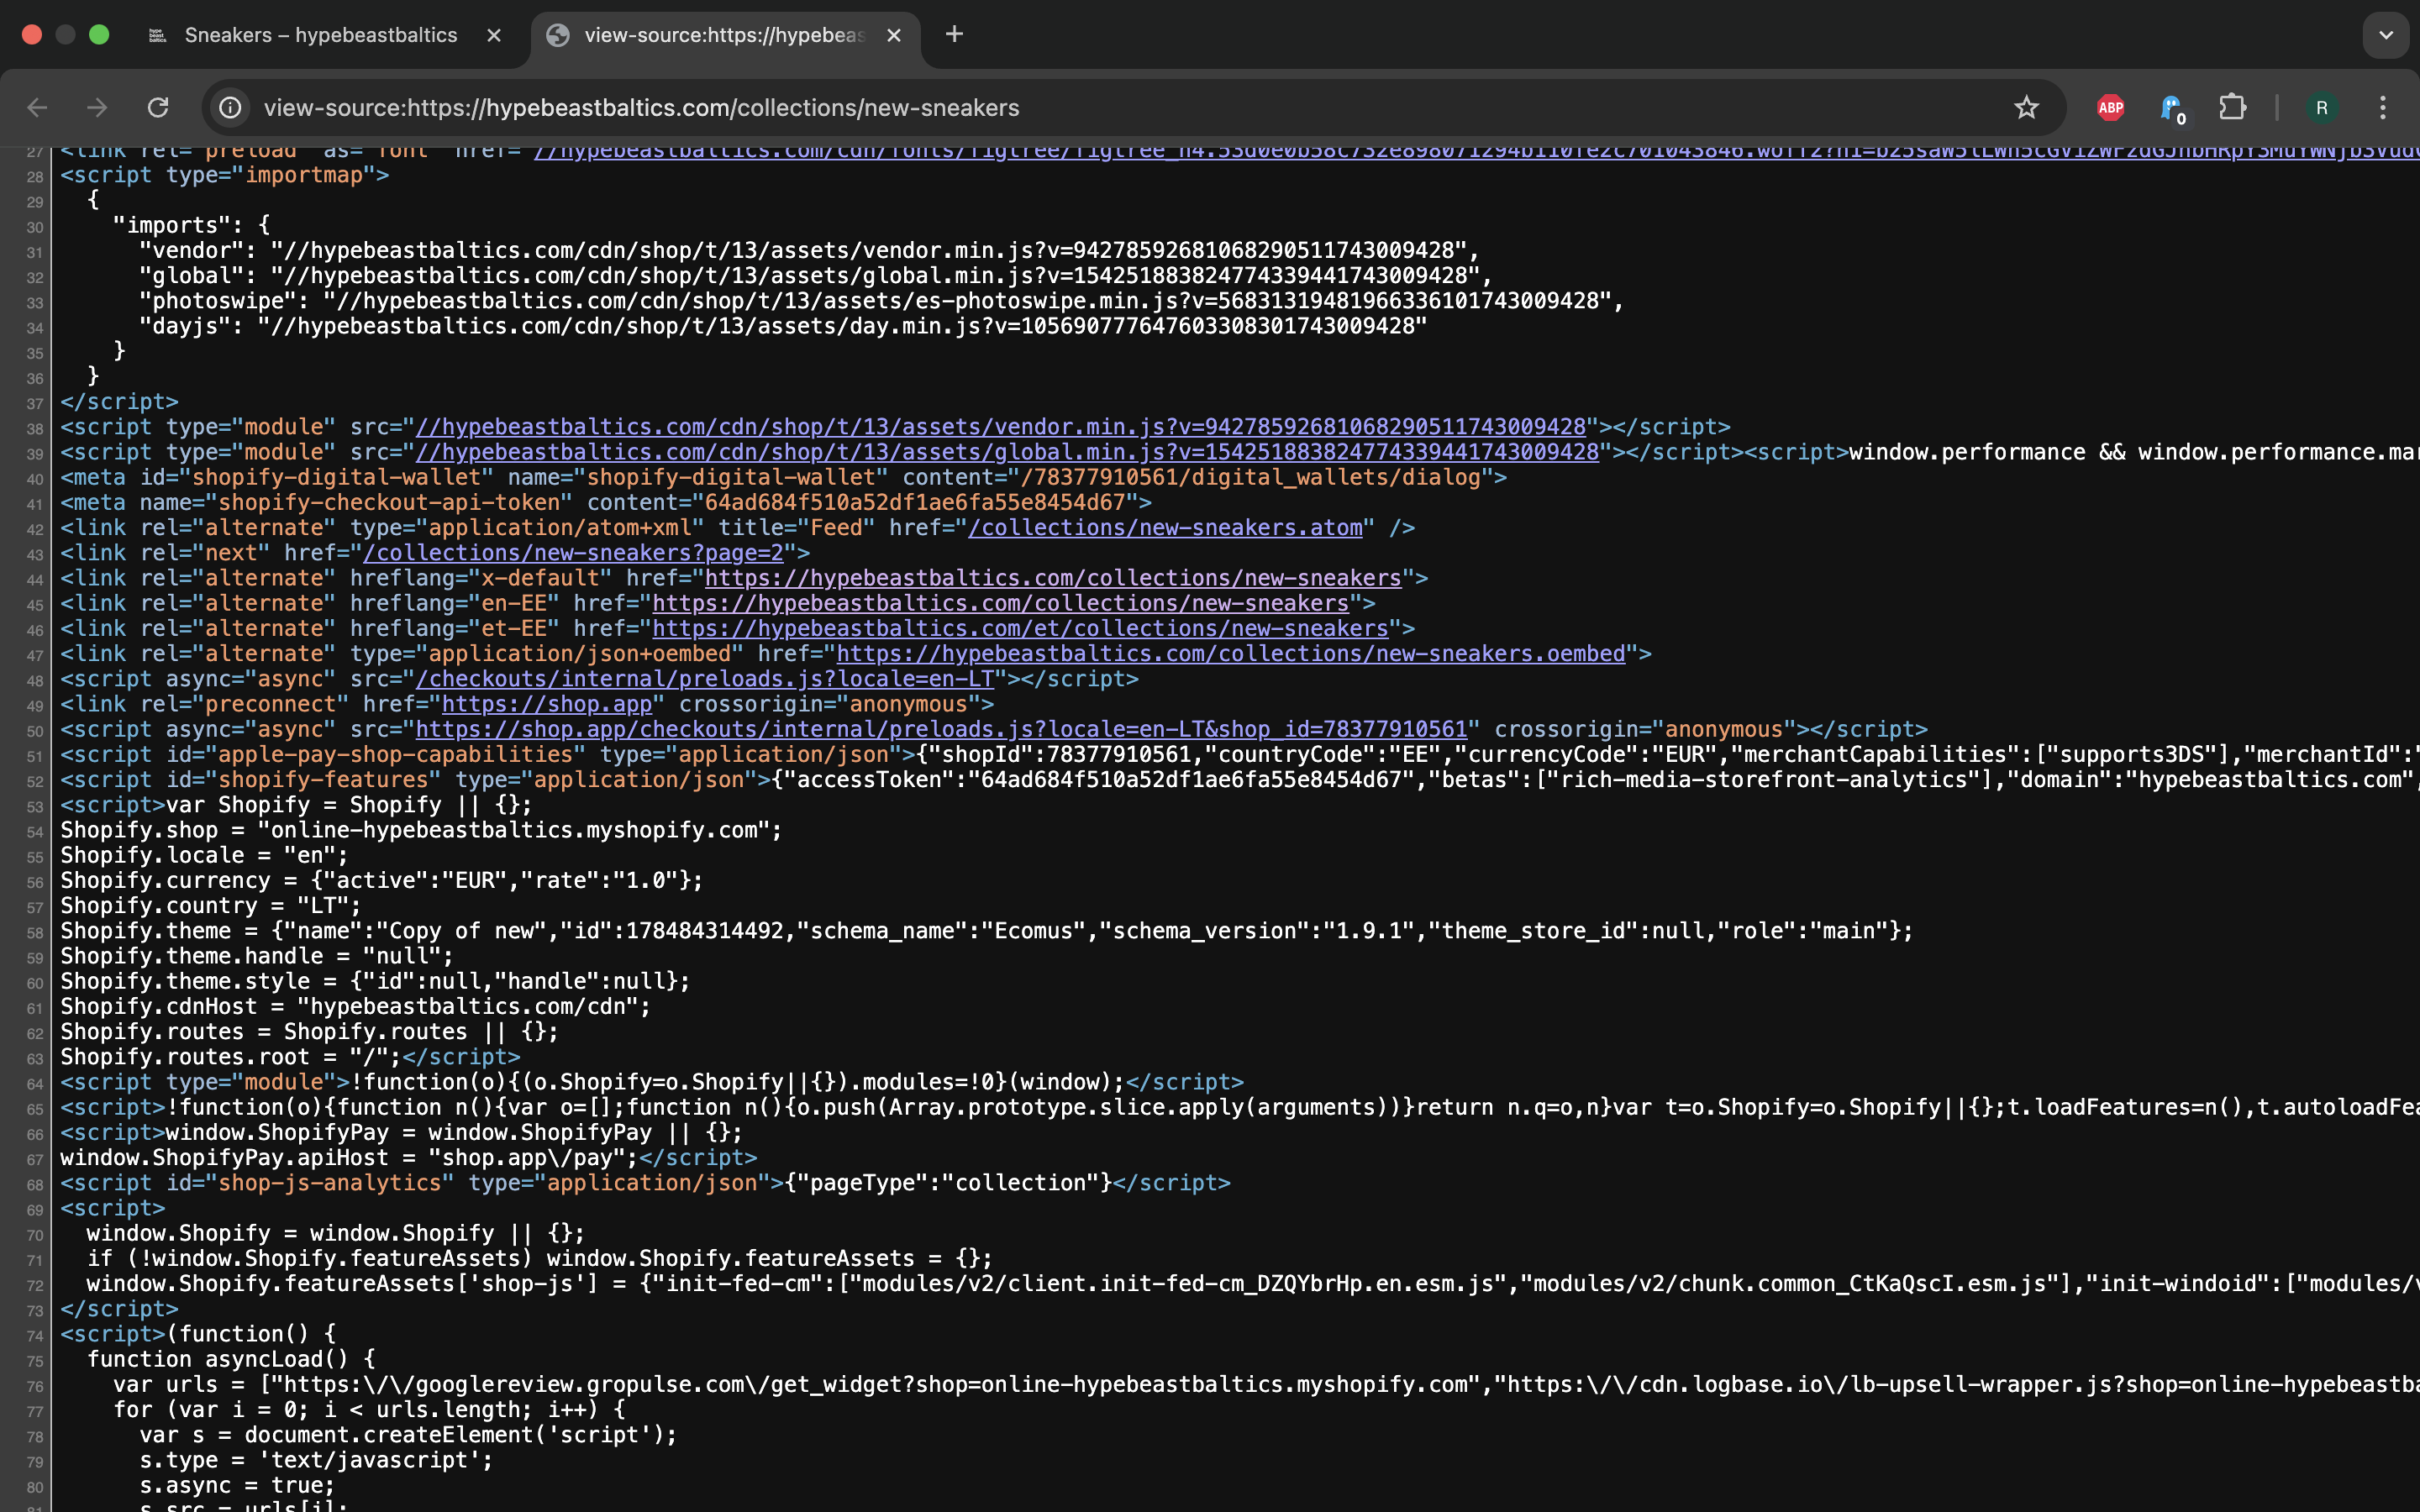 Sneakers – hypebeastbaltics
view-source:https://hypebeas
view-source:https://hypebeastbaltics.com/collections/new-sneakers
ABP
0
R
28 <script type="importmap">
29 {
30 "imports": {
31 "vendor": "//hypebeastbaltics.com/cdn/shop/t/13/assets/vendor.min.js?v=94278592681068290511743009428",
32 "global": "//hypebeastbaltics.com/cdn/shop/t/13/assets/global.min.js?v=154251883824774339441743009428",
33 "photoswipe": "//hypebeastbaltics.com/cdn/shop/t/13/assets/es-photoswipe.min.js?v=56831319481966336101743009428",
34 "dayjs": "//hypebeastbaltics.com/cdn/shop/t/13/assets/day.min.js?v=105690777647603308301743009428"
35 }
36 }
37 </script>
38 <script type="module" src="//hypebeastbaltics.com/cdn/shop/t/13/assets/vendor.min.js?v=94278592681068290511743009428"></script>
39 <script type="module" src="//hypebeastbaltics.com/cdn/shop/t/13/assets/global.min.js?v=154251883824774339441743009428"></script><script>window.performance && window.performance.mar
40 <meta id="shopify-digital-wallet" name="shopify-digital-wallet" content="/78377910561/digital_wallets/dialog">
41 <meta name="shopify-checkout-api-token" content="64ad684f510a52df1ae6fa55e8454d67">
42 <link rel="alternate" type="application/atom+xml" title="Feed" href="/collections/new-sneakers.atom" />
43 <link rel="next" href="/collections/new-sneakers?page=2">
44 <link rel="alternate" hreflang="x-default" href="https://hypebeastbaltics.com/collections/new-sneakers">
45 <link rel="alternate" hreflang="en-EE" href="https://hypebeastbaltics.com/collections/new-sneakers">
46 <link rel="alternate" hreflang="et-EE" href="https://hypebeastbaltics.com/et/collections/new-sneakers">
47 <link rel="alternate" type="application/json+oembed" href="https://hypebeastbaltics.com/collections/new-sneakers.oembed">
48 <script async="async" src="/checkouts/internal/preloads.js?locale=en-LT"></script>
49 <link rel="preconnect" href="https://shop.app" crossorigin="anonymous">
50 <script async="async" src="https://shop.app/checkouts/internal/preloads.js?locale=en-LT&shop_id=78377910561" crossorigin="anonymous"></script>
51 <script id="apple-pay-shop-capabilities" type="application/json">{"shopId":78377910561,"countryCode":"EE","currencyCode":"EUR","merchantCapabilities":["supports3DS"],"merchantId":"
52 <script id="shopify-features" type="application/json">{"accessToken":"64ad684f510a52df1ae6fa55e8454d67","betas":["rich-media-storefront-analytics"],"domain":"hypebeastbaltics.com",
53 <script>var Shopify = Shopify || {};
54 Shopify.shop = "online-hypebeastbaltics.myshopify.com";
55 Shopify.locale = "en";
56 Shopify.currency = {"active":"EUR","rate":"1.0"};
57 Shopify.country = "LT";
58 Shopify.theme = {"name":"Copy of new","id":178484314492,"schema_name":"Ecomus","schema_version":"1.9.1","theme_store_id":null,"role":"main"};
59 Shopify.theme.handle = "null";
60 Shopify.theme.style = {"id":null,"handle":null};
61 Shopify.cdnHost = "hypebeastbaltics.com/cdn";
62 Shopify.routes = Shopify.routes || {};
63 Shopify.routes.root = "/";</script>
64 <script type="module">!function(o){(o.Shopify=o.Shopify||{}).modules=!0}(window);</script>
65 <script>!function(o){function n(){var o=[];function n(){o.push(Array.prototype.slice.apply(arguments))}return n.q=o,n}var t=o.Shopify=o.Shopify||{};t.loadFeatures=n(),t.autoloadFea
66 <script>window.ShopifyPay = window.ShopifyPay || {};
67 window.ShopifyPay.apiHost = "shop.app\/pay";</script>
68 <script id="shop-js-analytics" type="application/json">{"pageType":"collection"}</script>
69 <script>
70 window.Shopify = window.Shopify || {};
71 if (!window.Shopify.featureAssets) window.Shopify.featureAssets = {};
72 window.Shopify.featureAssets['shop-js'] = {"init-fed-cm":["modules/v2/client.init-fed-cm_DZQYbrHp.en.esm.js","modules/v2/chunk.common_CtKaQscI.esm.js"],"init-windoid":["modules/v
73 </script>
74 <script>(function() {
75 function asyncLoad() {
76 var urls = ["https:\/\/googlereview.gropulse.com\/get_widget?shop=online-hypebeastbaltics.myshopify.com","https:\/\/cdn.logbase.io\/lb-upsell-wrapper.js?shop=online-hypebeastba
77 for (var i = 0; i < urls.length; i++) {
78 var s = document.createElement('script');
79 s.type = 'text/javascript';
80 s.async = true;
81 s.src = urls[i];